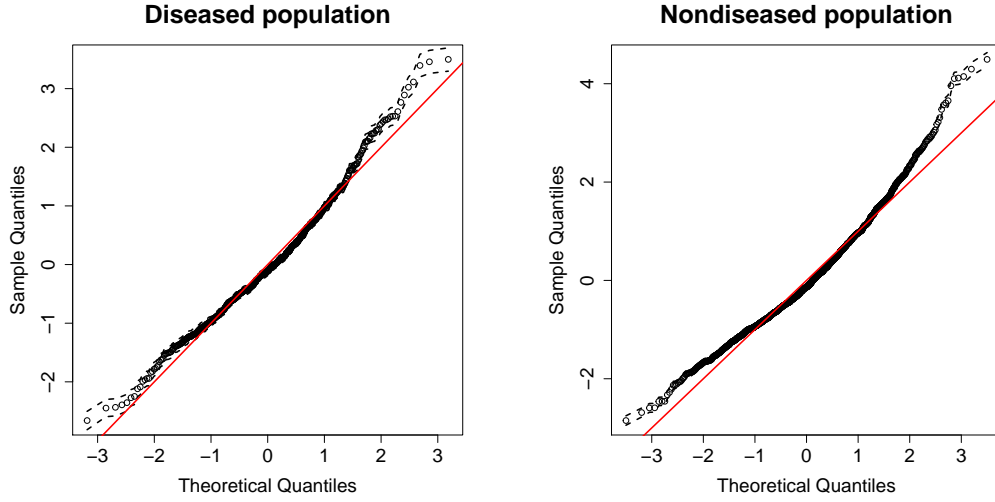 Diseased population
Sample Quantiles
3
2
1
0
−1
−2
−3 −2 −1 0 1 2 3
Theoretical Quantiles
Nondiseased population
Sample Quantiles
4
2
0
−2
−3 −2 −1 0 1 2 3
Theoretical Quantiles